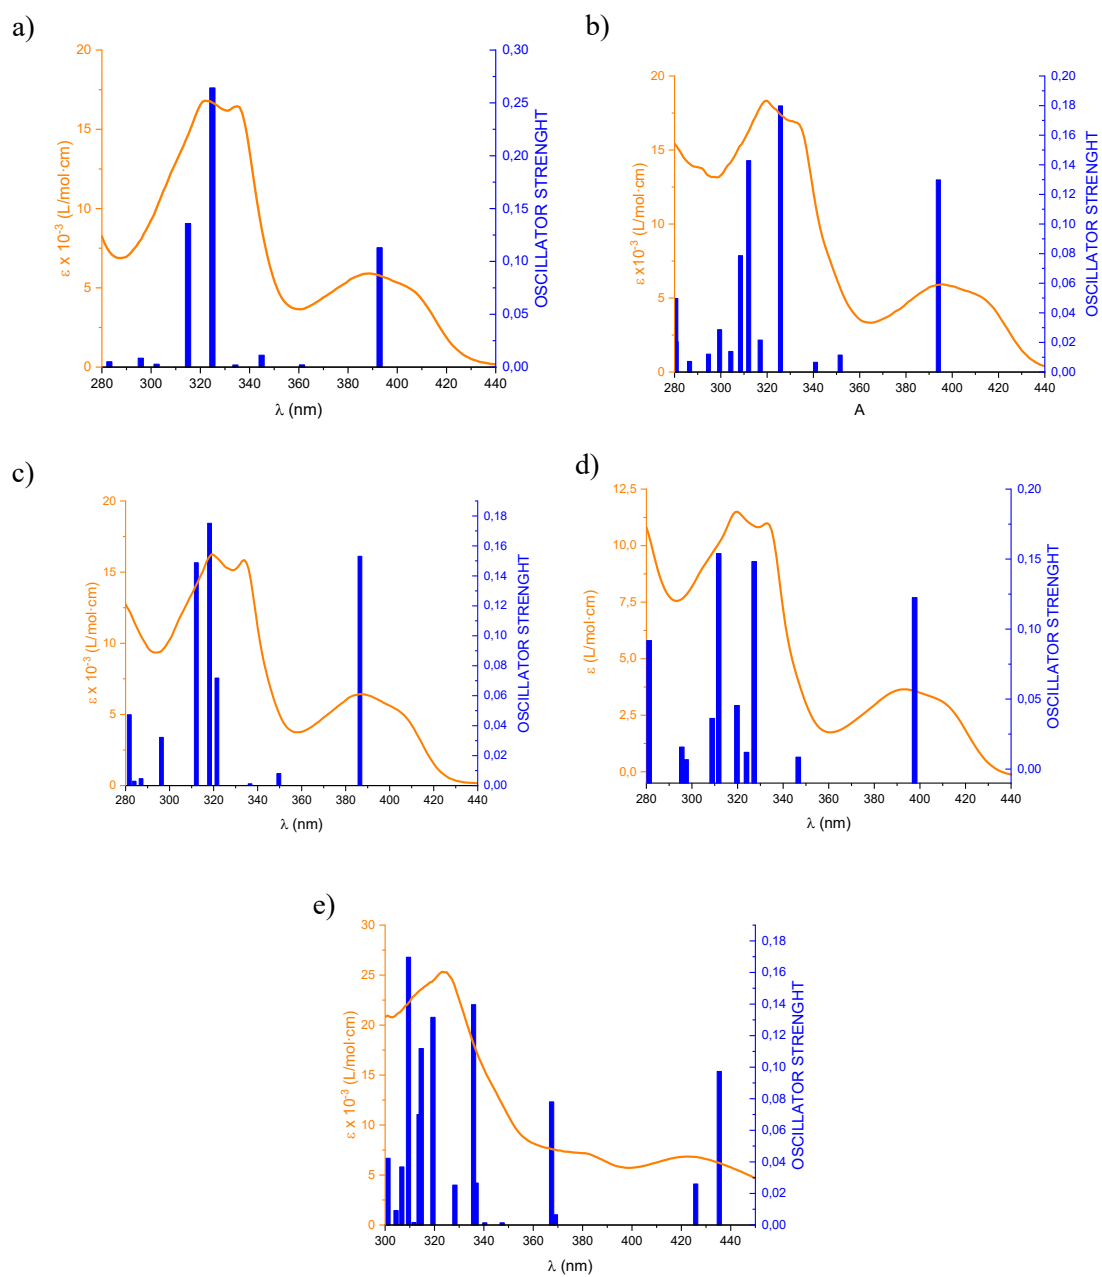 a)
20
15
10
5
0
ε x 10⁻³ (L/mol·cm)
0,30
0,25
0,20
0,15
0,10
0,05
0,00
OSCILLATOR STRENGHT
280 300 320 340 360 380 400 420 440
λ (nm)
b)
20
15
10
5
0
ε x10⁻³ (L/mol·cm)
0,20
0,18
0,16
0,14
0,12
0,10
0,08
0,06
0,04
0,02
0,00
OSCILLATOR STRENGHT
280 300 320 340 360 380 400 420 440
A
c)
20
15
10
5
0
ε x 10⁻³ (L/mol·cm)
0,18
0,16
0,14
0,12
0,10
0,08
0,06
0,04
0,02
0,00
OSCILLATOR STRENGHT
280 300 320 340 360 380 400 420 440
λ (nm)
d)
12,5
10,0
7,5
5,0
2,5
0,0
ε (L/mol·cm)
0,20
0,15
0,10
0,05
0,00
OSCILLATOR STRENGHT
280 300 320 340 360 380 400 420 440
λ (nm)
e)
30
25
20
15
10
5
0
ε x 10⁻³ (L/mol·cm)
0,18
0,16
0,14
0,12
0,10
0,08
0,06
0,04
0,02
0,00
OSCILLATOR STRENGHT
300 320 340 360 380 400 420 440
λ (nm)